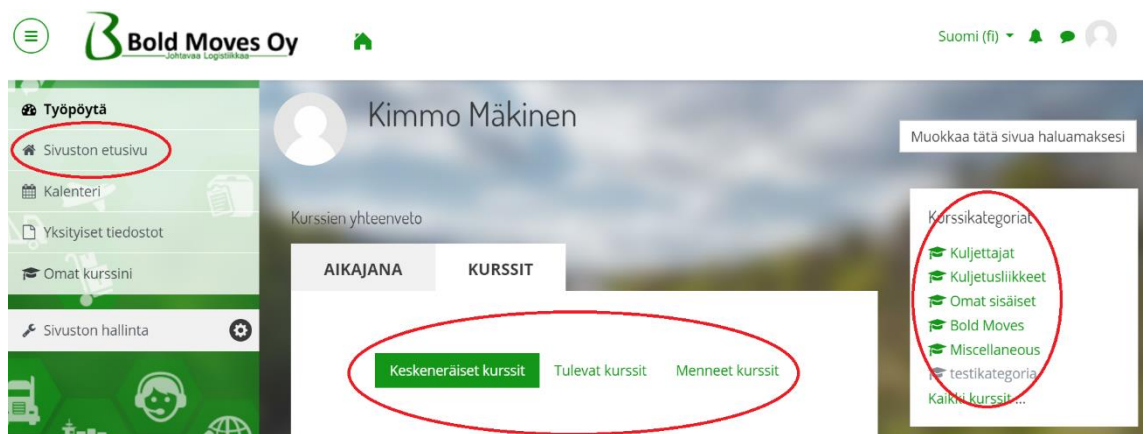 Bold Moves Oy
Johtavaa Logistiikkaa
Suomi (fi)
Työpöytä
Sivuston etusivu
Kalenteri
Yksityiset tiedostot
Omat kurssini
Sivuston hallinta
Kimmo Mäkinen
Muokkaa tätä sivua haluamaksesi
Kurssien yhteenveto
AIKAJANA KURSSIT
Keskeneräiset kurssit Tulevat kurssit Menneet kurssit
Kurssikategoriat
Kuljettajat
Kuljetusliikkeet
Omat sisäiset
Bold Moves
Miscellaneous
testikategoria
Kaikki kurssit ...